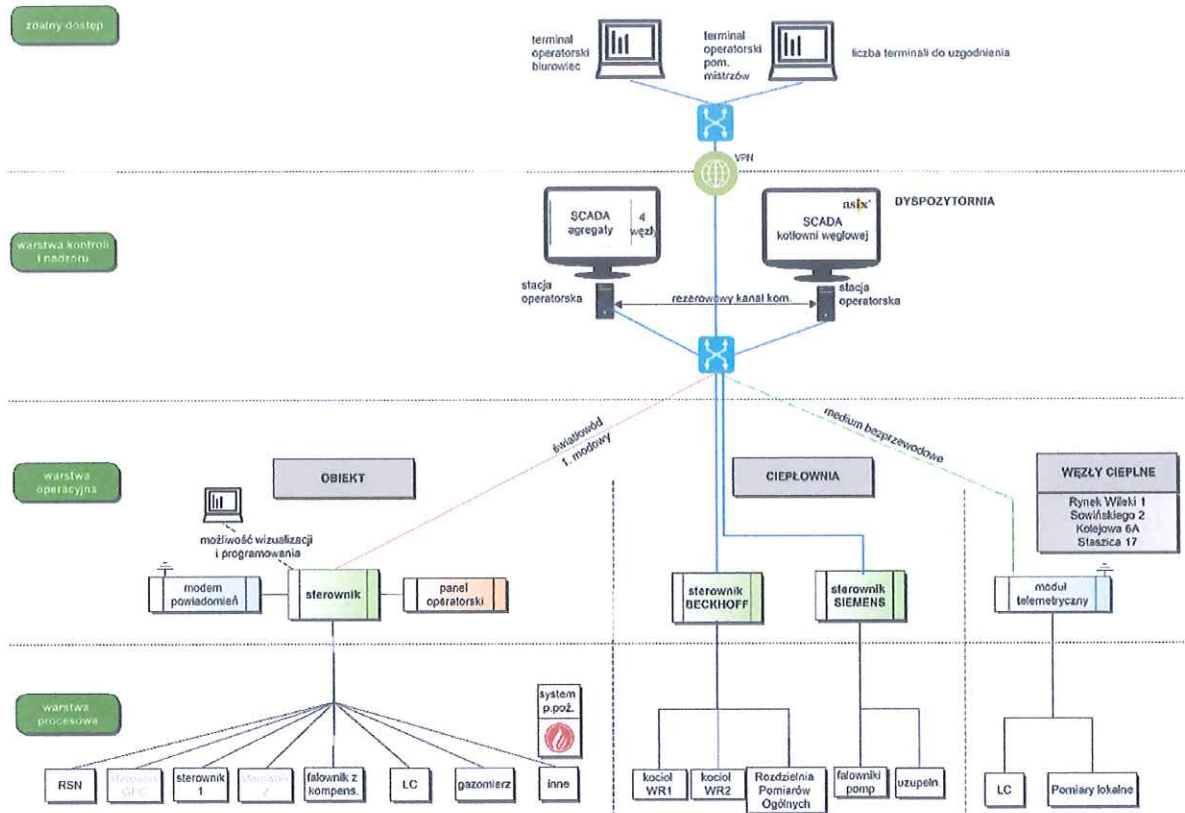 zdalny dostęp
terminal
operatorski
biurowiec
terminal
operatorski
pom.
mistrzów
liczba terminali do uzgodnienia
VPN
warstwa kontroli
i nadzoru
SCADA
agregaty
4
węzły
asix
SCADA
kotłowni węglowej
DYSPOZYTORNIA
stacja
operatorska
rezerowowy kanał kom.
stacja
operatorska
światłowód
1. modowy
medium bezprzewodowe
warstwa
operacyjna
OBIEKT
CIEPŁOWNIA
WĘZŁY CIEPLNE
Rynek Wileki 1
Sowińskiego 2
Kolejowa 6A
Staszica 17
możliwość wizualizacji
i programowania
modem
powiadomień
sterownik
panel
operatorski
sterownik
BECKHOFF
sterownik
SIEMENS
moduł
telemetryczny
warstwa
procesowa
system
p.poż.
RSN
sterownik
GPC
sterownik
1
sterownik
2
falownik z
kompens.
LC
gazomierz
inne
kocioł
WR1
kocioł
WR2
Rozdzielnia
Pomiarów
Ogólnych
falowniki
pomp
uzupełn.
LC
Pomiary lokalne